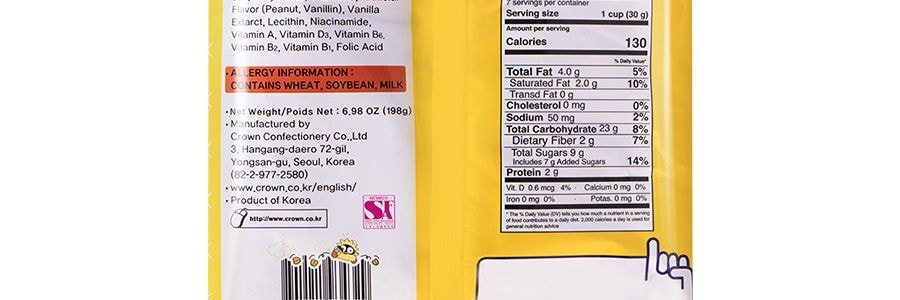 Flavor (Peanut, Vanillin), Vanilla
Extarct, Lecithin, Niacinamide,
Vitamin A, Vitamin D3, Vitamin B6,
Vitamin B2, Vitamin B1, Folic Acid
• ALLERGY INFORMATION :
CONTAINS WHEAT, SOYBEAN, MILK
• Net Weight/Poids Net : 6.98 OZ (198g)
• Manufactured by
Crown Confectionery Co.,Ltd
3, Hangang-daero 72-gil,
Yongsan-gu, Seoul, Korea
(82-2-977-2580)
• www.crown.co.kr/english/
• Product of Korea
http://www.crown.co.kr
MEMBER
SA
7 servings per container
Serving size 1 cup (30 g)
Amount per serving
Calories 130
% Daily Value*
Total Fat 4.0 g 5%
Saturated Fat 2.0 g 10%
Transd Fat 0 g
Cholesterol 0 mg 0%
Sodium 50 mg 2%
Total Carbohydrate 23 g 8%
Dietary Fiber 2 g 7%
Total Sugars 9 g
Includes 7 g Added Sugars 14%
Protein 2 g
Vit. D 0.6 mcg 4% · Calcium 0 mg 0%
Iron 0 mg 0% · Potas. 0 mg 0%
* The % Daily Value (DV) tells you how much a nutrient in a serving
of food contributes to a daily diet. 2,000 calories a day is used for
general nutrition advice